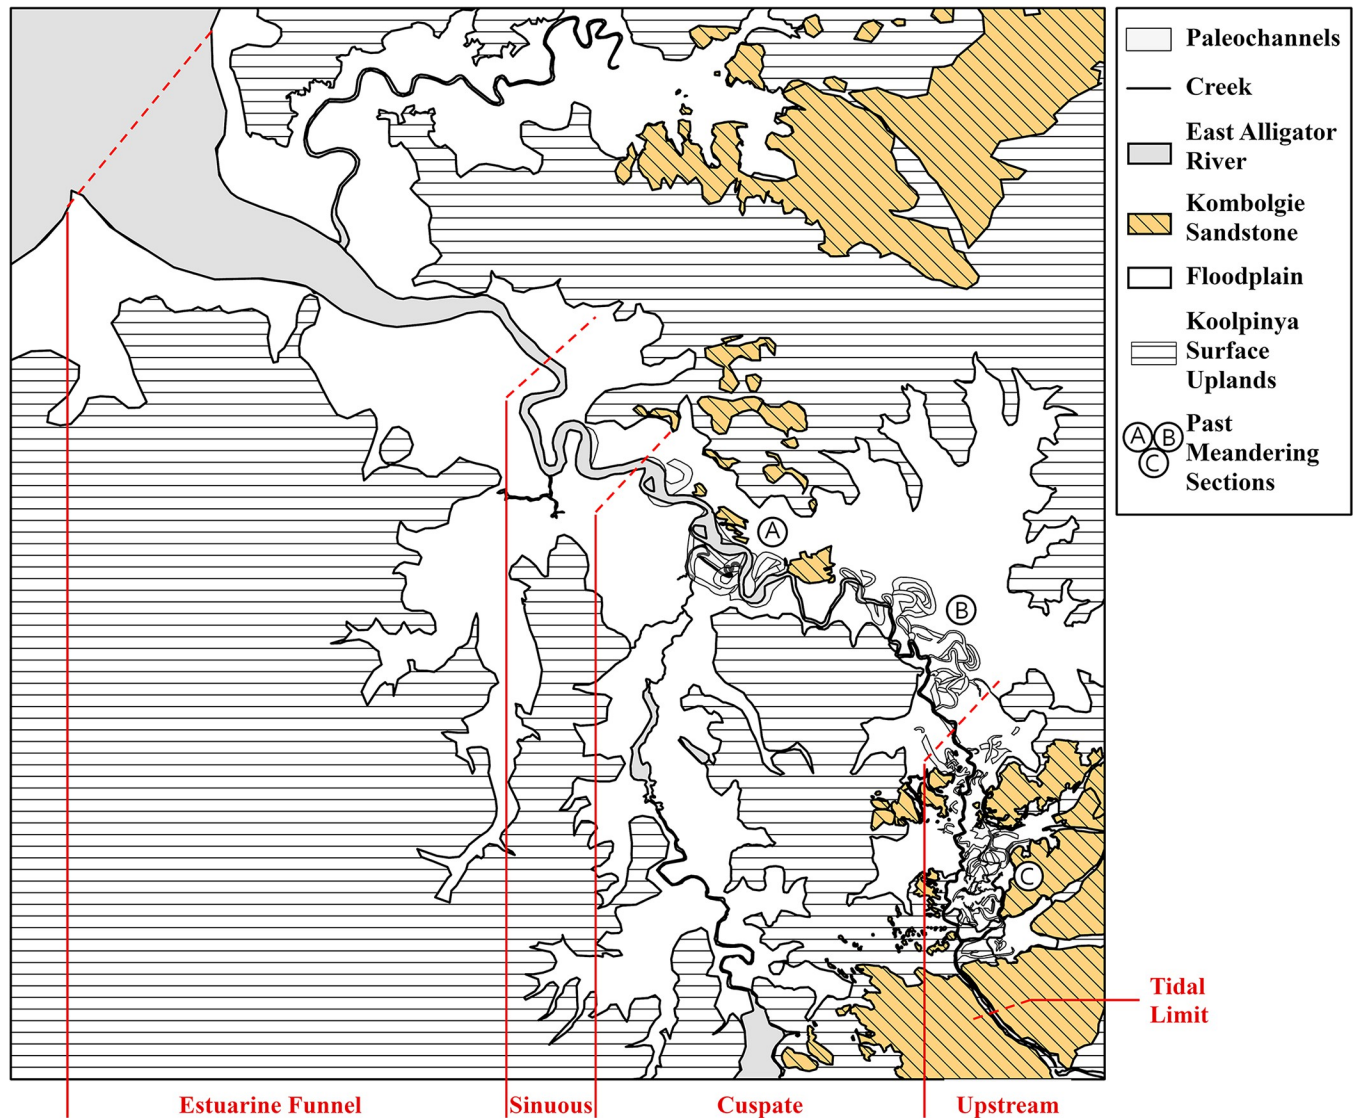 Paleochannels
Creek
East Alligator
River
Kombolgie
Sandstone
Floodplain
Koolpinya
Surface
Uplands
A B
C
Past
Meandering
Sections
A
B
C
Tidal
Limit
Estuarine Funnel
Sinuous
Cuspate
Upstream